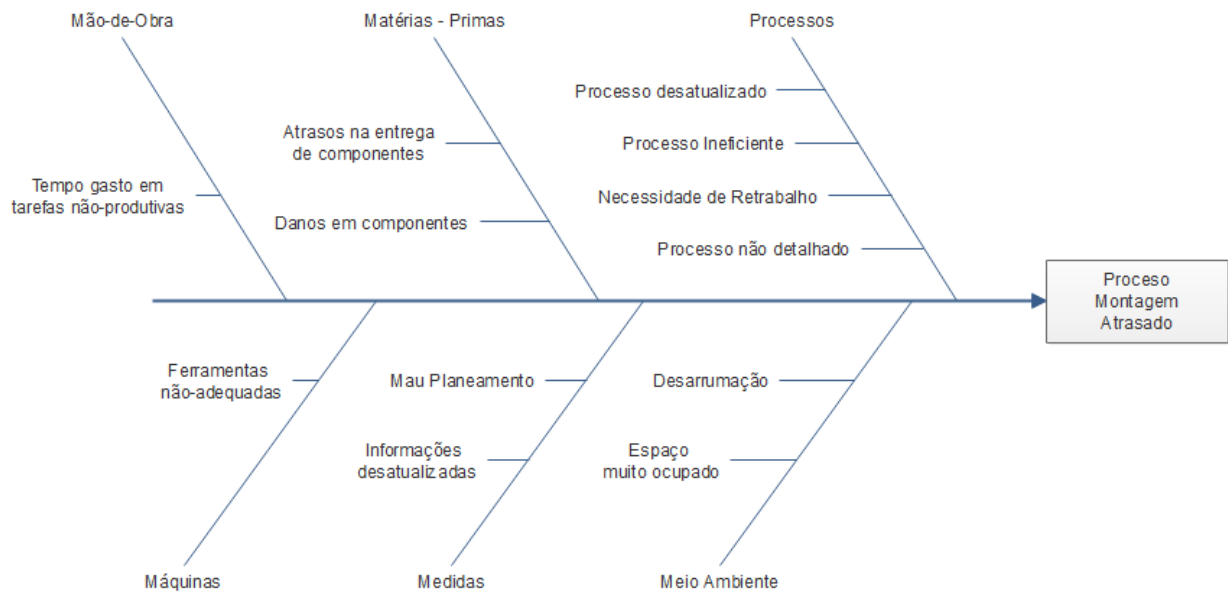 Mão-de-Obra
Matérias - Primas
Processos
Processo desatualizado
Atrasos na entrega
de componentes
Processo Ineficiente
Tempo gasto em
tarefas não-produtivas
Necessidade de Retrabalho
Danos em componentes
Processo não detalhado
Proceso
Montagem
Atrasado
Ferramentas
não-adequadas
Mau Planeamento
Desarrumação
Informações
desatualizadas
Espaço
muito ocupado
Máquinas
Medidas
Meio Ambiente